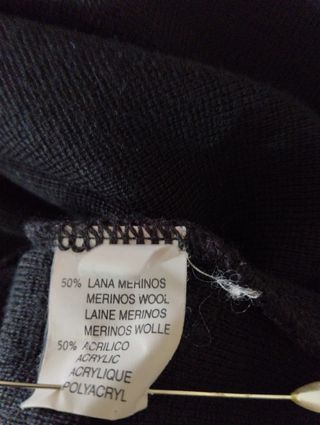 50% LANA MERINOS
MERINOS WOOL
LAINE MERINOS
MERINOS WOLLE
50% ACRILICO
ACRYLIC
ACRYLIQUE
POLYACRYL